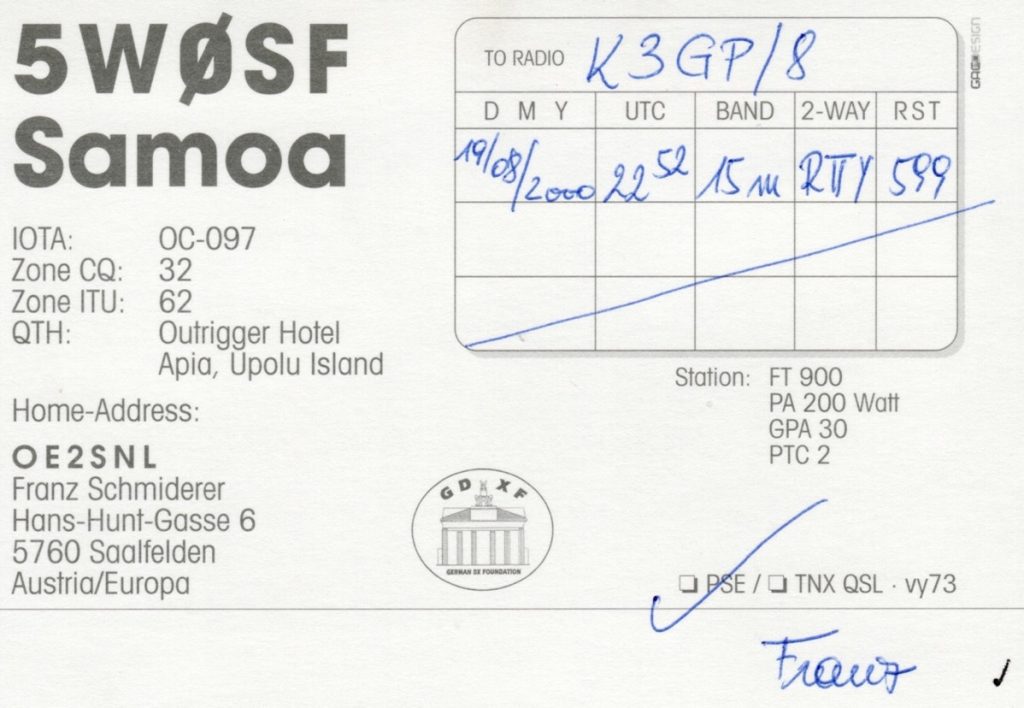 5WØSF
Samoa
IOTA: OC-097
Zone CQ: 32
Zone ITU: 62
QTH: Outrigger Hotel
Apia, Upolu Island
Home-Address:
OE2SNL
Franz Schmiderer
Hans-Hunt-Gasse 6
5760 Saalfelden
Austria/Europa
TO RADIO K3GP/8
D M Y UTC BAND 2-WAY RST
19/08/2000 22 52 15m RTTY 599
Station: FT 900
PA 200 Watt
GPA 30
PTC 2
GDXF
GERMAN DX FOUNDATION
PSE / TNX QSL · vy73
Franz